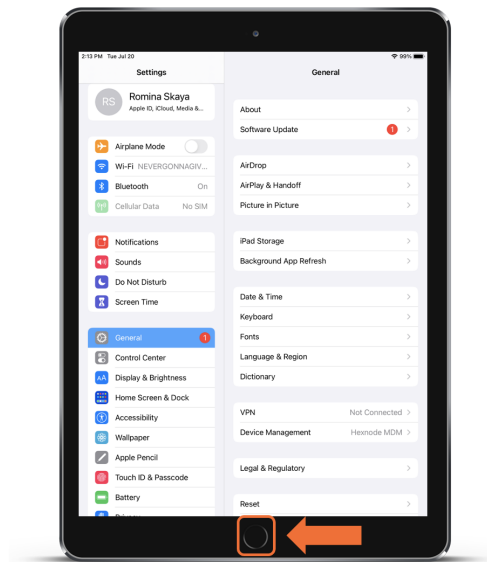 2:13 PM Tue Jul 20
99%
Settings
General
RS
Romina Skaya
Apple ID, iCloud, Media &...
Airplane Mode
Wi-Fi NEVERGONNAGIV...
Bluetooth On
Cellular Data No SIM
Notifications
Sounds
Do Not Disturb
Screen Time
General 1
Control Center
AA Display & Brightness
Home Screen & Dock
Accessibility
Wallpaper
Apple Pencil
Touch ID & Passcode
Battery
About
Software Update 1
AirDrop
AirPlay & Handoff
Picture in Picture
iPad Storage
Background App Refresh
Date & Time
Keyboard
Fonts
Language & Region
Dictionary
VPN Not Connected
Device Management Hexnode MDM
Legal & Regulatory
Reset